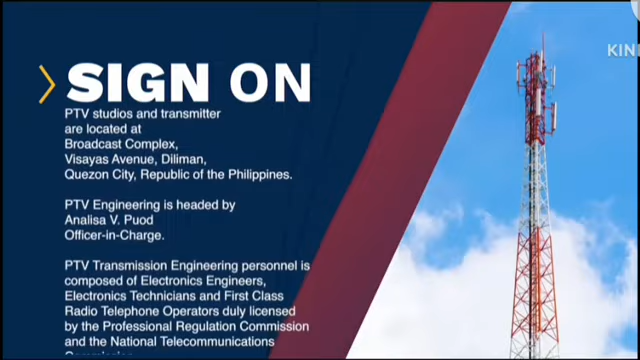 SIGN ON
KIN
PTV studios and transmitter
are located at
Broadcast Complex,
Visayas Avenue, Diliman,
Quezon City, Republic of the Philippines.
PTV Engineering is headed by
Analisa V. Puod
Officer-in-Charge.
PTV Transmission Engineering personnel is
composed of Electronics Engineers,
Electronics Technicians and First Class
Radio Telephone Operators duly licensed
by the Professional Regulation Commission
and the National Telecommunications